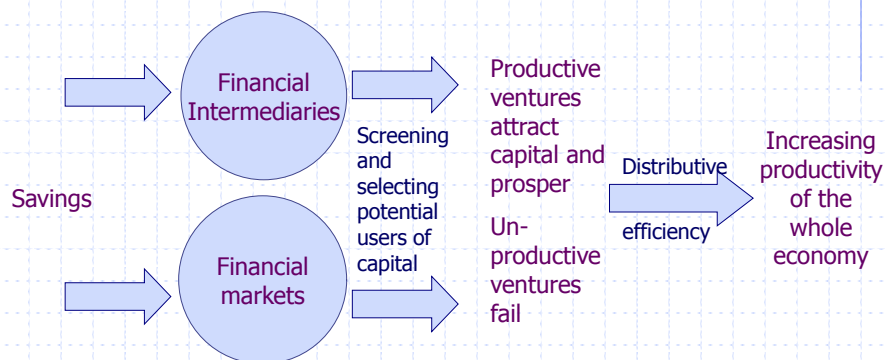 Savings
Financial
Intermediaries
Financial
markets
Screening
and
selecting
potential
users of
capital
Productive
ventures
attract
capital and
prosper
Un-
productive
ventures
fail
Distributive
efficiency
Increasing
productivity
of the
whole
economy